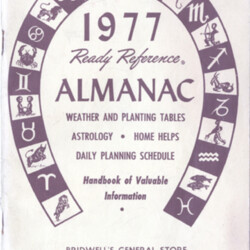 1977
Ready Reference®
ALMANAC
WEATHER AND PLANTING TABLES
ASTROLOGY • HOME HELPS
DAILY PLANNING SCHEDULE
Handbook of Valuable
Information •
BRIDWELL'S GENERAL STORE